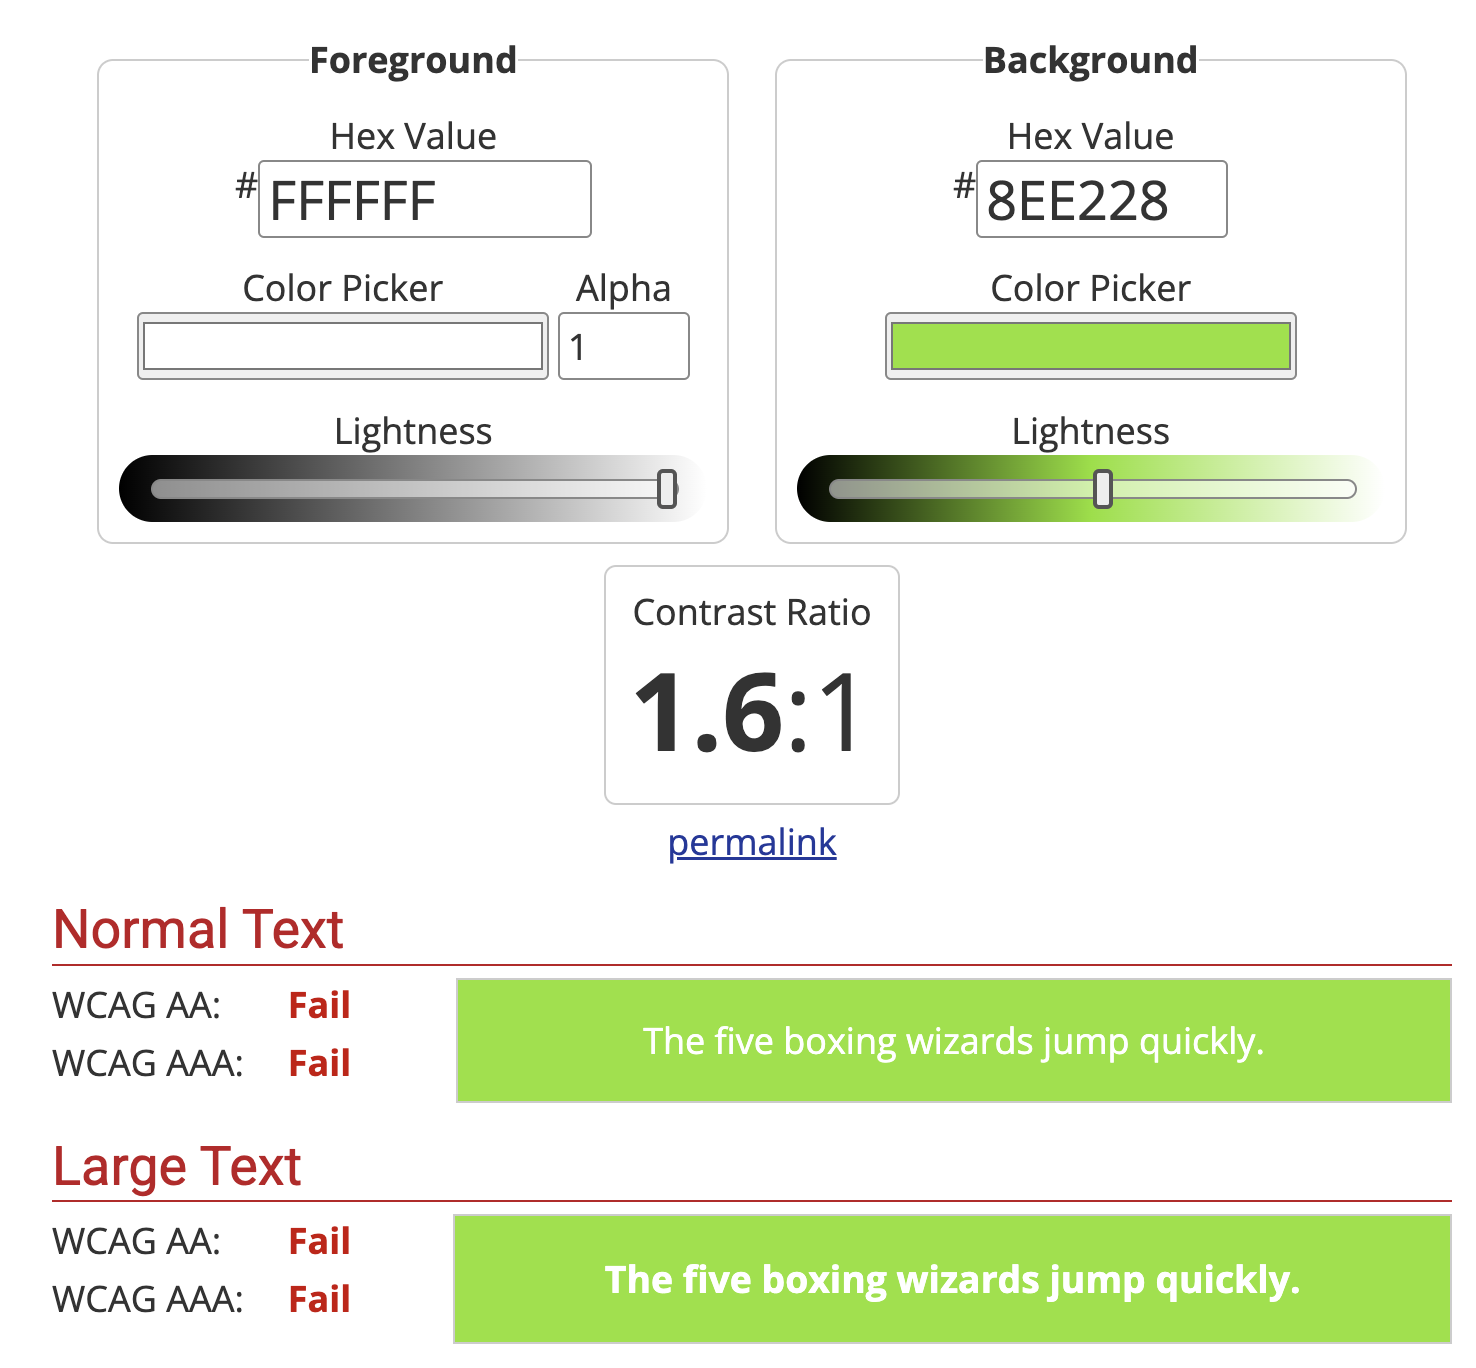 Foreground
Background
Hex Value
Hex Value
#FFFFFF
#8EE228
Color Picker
Alpha
Color Picker
1
Lightness
Lightness
Contrast Ratio
1.6:1
permalink
Normal Text
WCAG AA: Fail
WCAG AAA: Fail
The five boxing wizards jump quickly.
Large Text
WCAG AA: Fail
WCAG AAA: Fail
The five boxing wizards jump quickly.